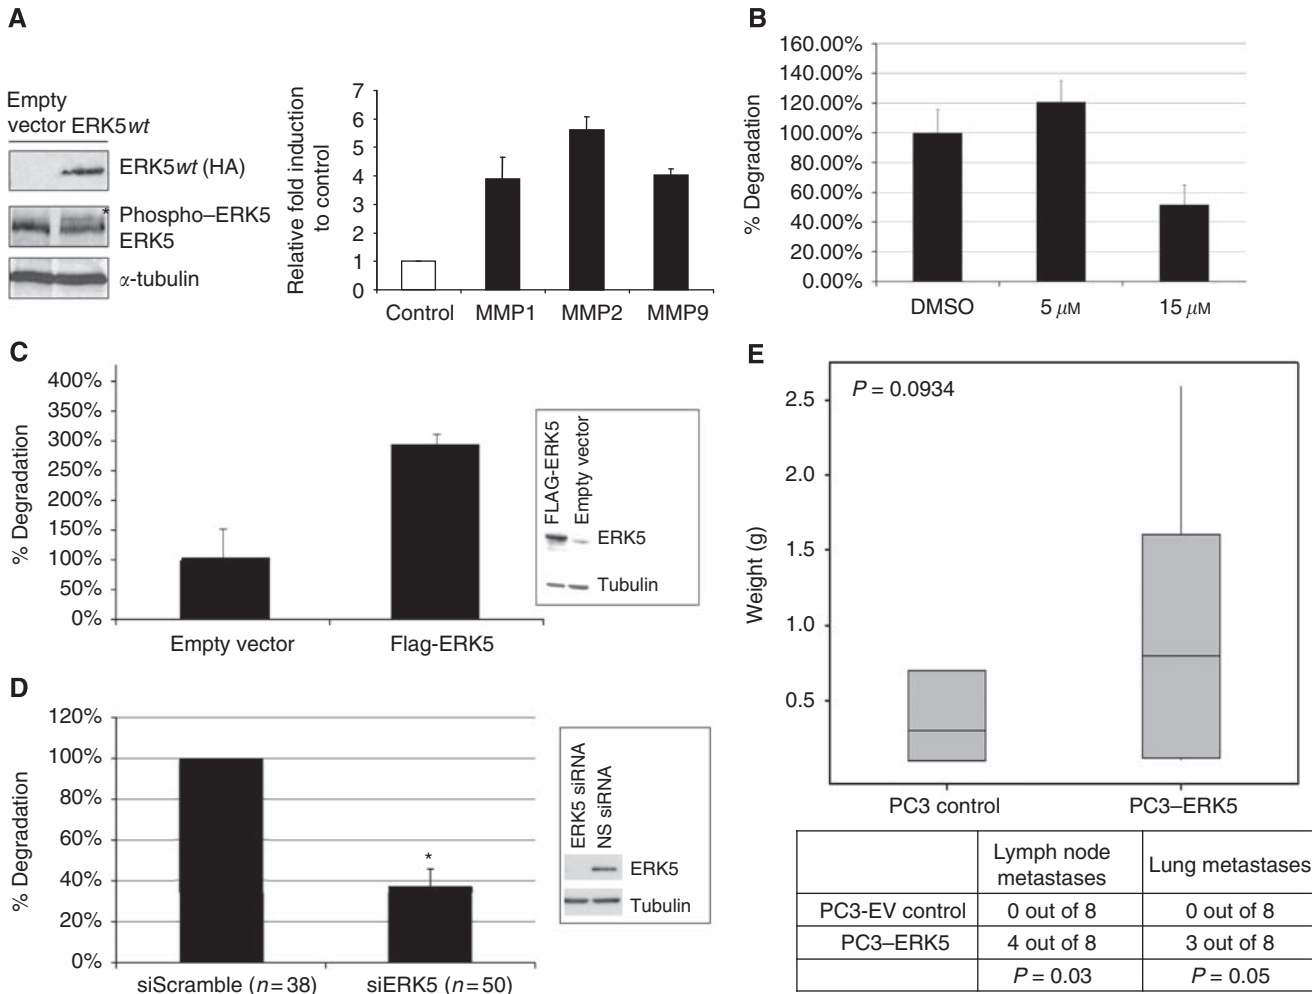 A
Empty
vector ERK5wt
ERK5wt (HA)
*
Phospho–ERK5
ERK5
α-tubulin
Relative fold induction
to control
7
6
5
4
3
2
1
0
Control MMP1 MMP2 MMP9
B
% Degradation
160.00%
140.00%
120.00%
100.00%
80.00%
60.00%
40.00%
20.00%
0.00%
DMSO 5 μM 15 μM
C
% Degradation
400%
350%
300%
250%
200%
150%
100%
50%
0%
Empty vector Flag-ERK5
FLAG-ERK5
Empty vector
ERK5
Tubulin
D
% Degradation
120%
100%
80%
60%
40%
20%
0%
*
siScramble (n=38) siERK5 (n=50)
ERK5 siRNA
NS siRNA
ERK5
Tubulin
E
P = 0.0934
Weight (g)
2.5
2.0
1.5
1.0
0.5
PC3 control PC3–ERK5
Lymph node
metastases
Lung metastases
PC3-EV control 0 out of 8 0 out of 8
PC3–ERK5 4 out of 8 3 out of 8
P = 0.03 P = 0.05